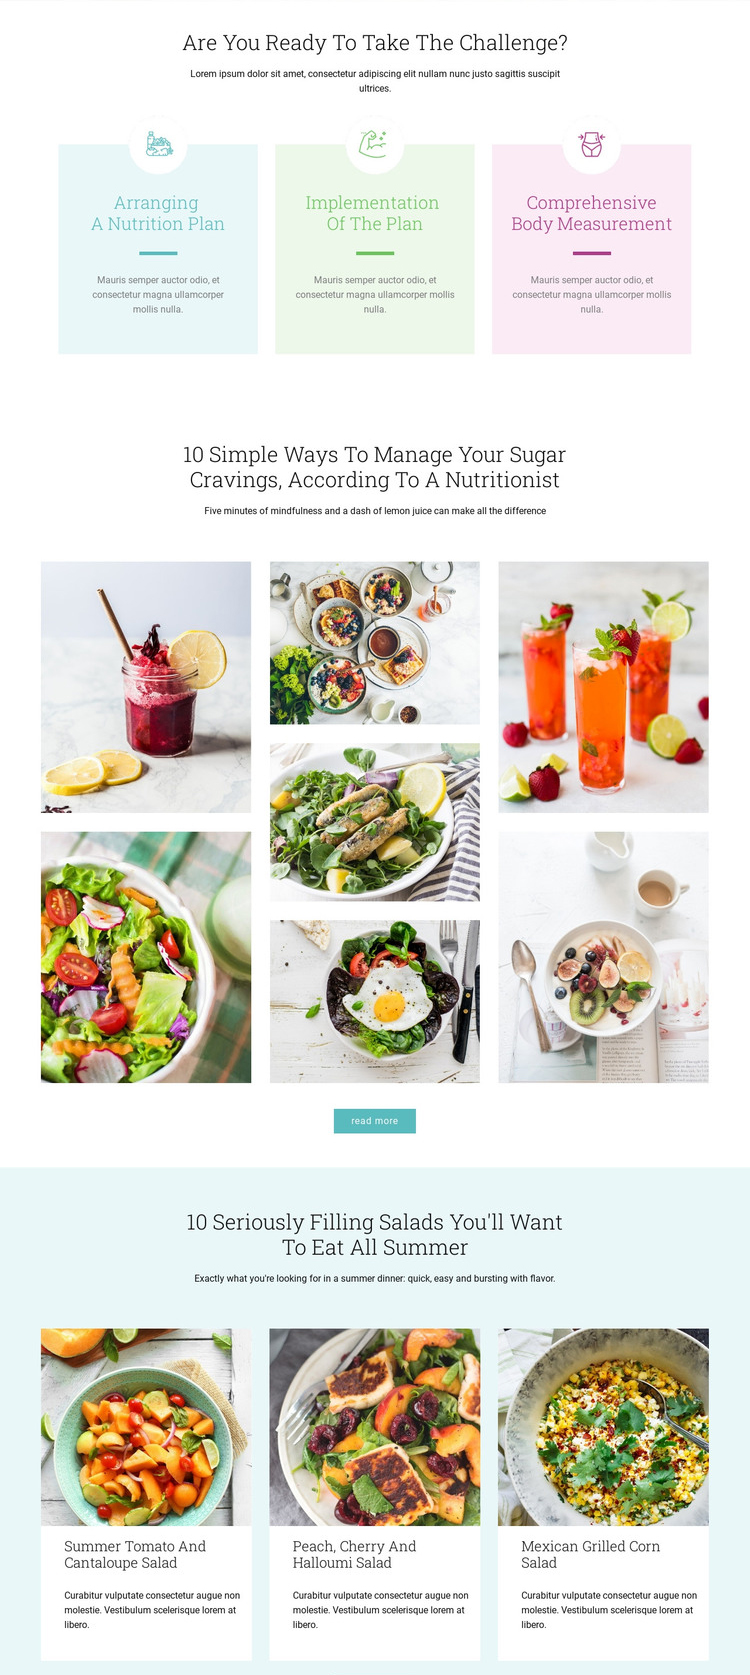 Are You Ready To Take The Challenge?
Lorem ipsum dolor sit amet, consectetur adipiscing elit nullam nunc justo sagittis suscipit
ultrices.
Arranging
A Nutrition Plan
Mauris semper auctor odio, et
consectetur magna ullamcorper
mollis nulla.
Implementation
Of The Plan
Mauris semper auctor odio, et
consectetur magna ullamcorper mollis
nulla.
Comprehensive
Body Measurement
Mauris semper auctor odio, et
consectetur magna ullamcorper mollis
nulla.
10 Simple Ways To Manage Your Sugar
Cravings, According To A Nutritionist
Five minutes of mindfulness and a dash of lemon juice can make all the difference
read more
10 Seriously Filling Salads You'll Want
To Eat All Summer
Exactly what you're looking for in a summer dinner: quick, easy and bursting with flavor.
Summer Tomato And
Cantaloupe Salad
Curabitur vulputate consectetur augue non
molestie. Vestibulum scelerisque lorem at
libero.
Peach, Cherry And
Halloumi Salad
Curabitur vulputate consectetur augue non
molestie. Vestibulum scelerisque lorem at
libero.
Mexican Grilled Corn
Salad
Curabitur vulputate consectetur augue non
molestie. Vestibulum scelerisque lorem at
libero.